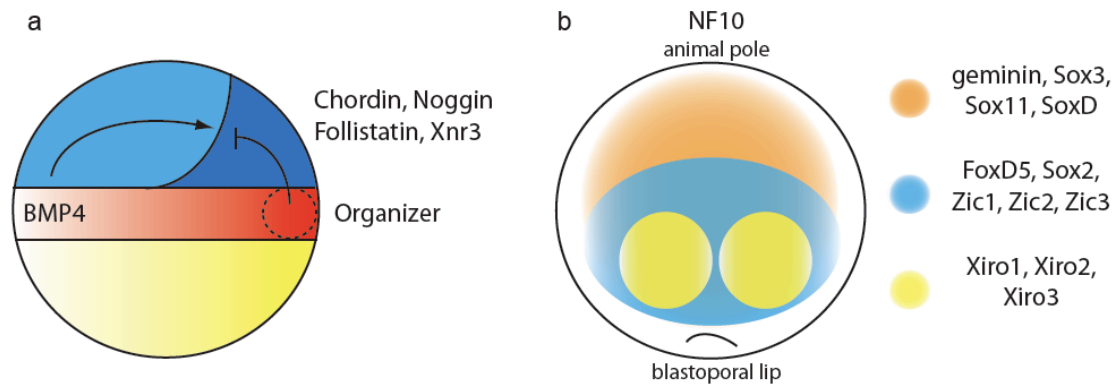 a
Chordin, Noggin
Follistatin, Xnr3
BMP4
Organizer
b
NF10
animal pole
blastoporal lip
geminin, Sox3,
Sox11, SoxD
FoxD5, Sox2,
Zic1, Zic2, Zic3
Xiro1, Xiro2,
Xiro3